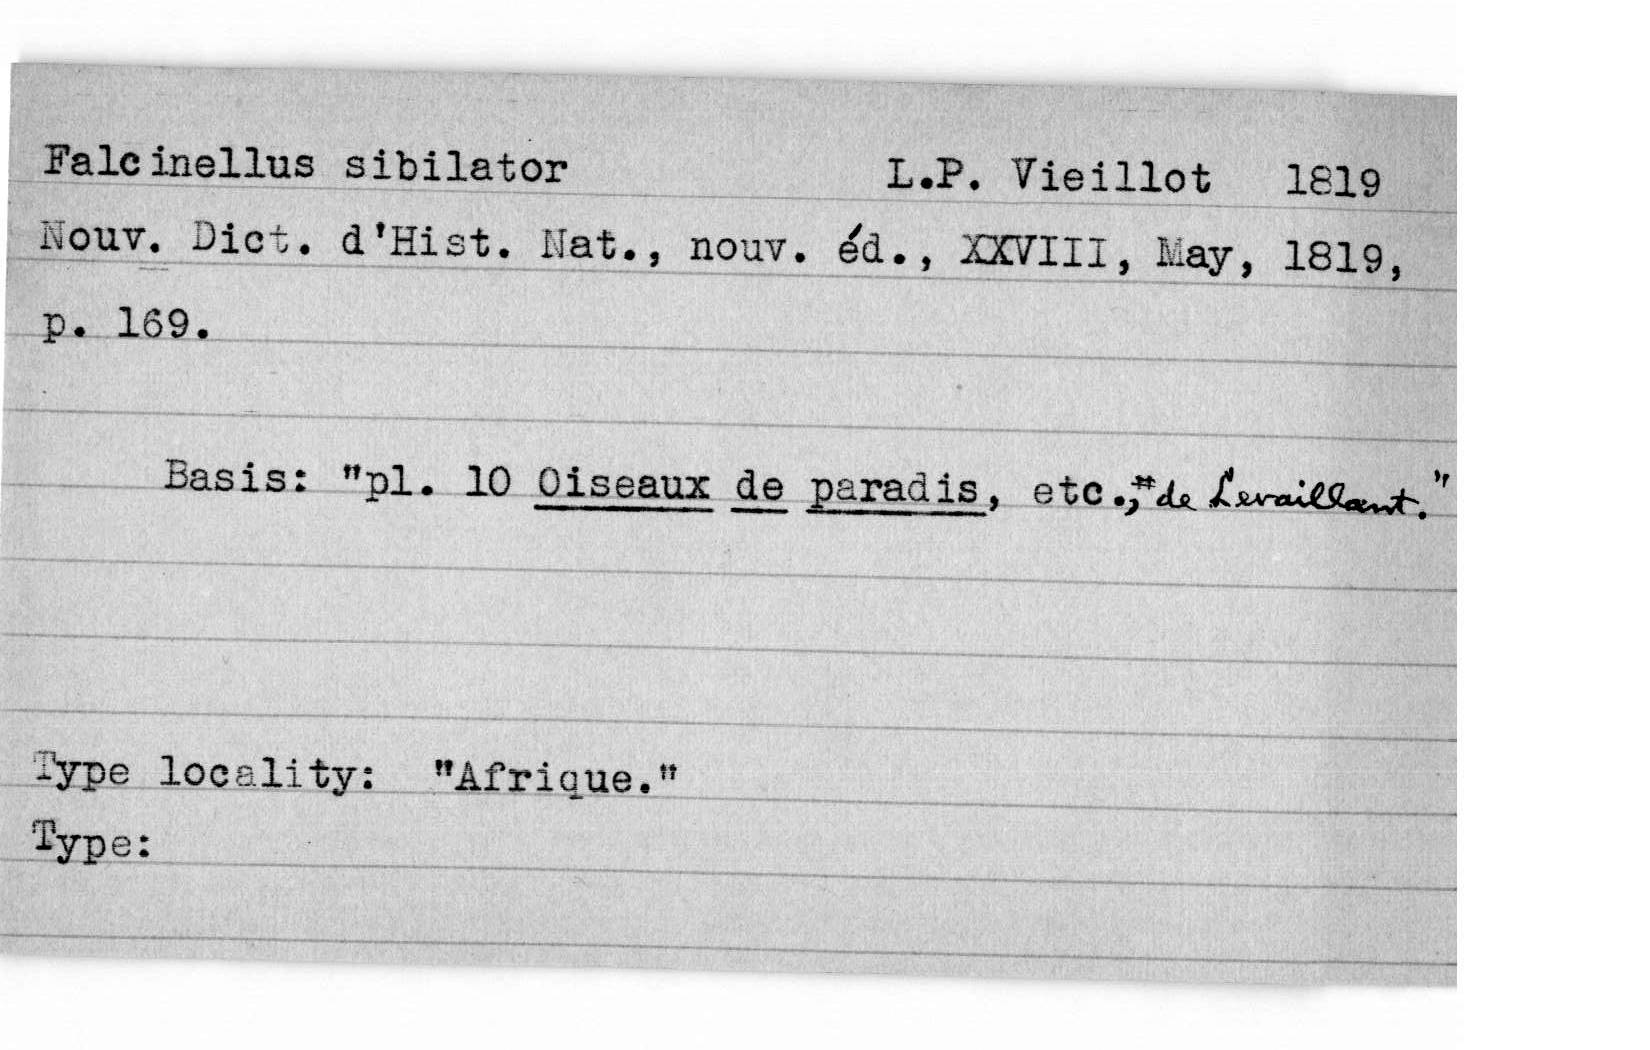 Falcinellus sibilator L.P. Vieillot 1819
Nouv. Dict. d'Hist. Nat., nouv. éd., XXVIII, May, 1819,
p. 169.
Basis: "pl. 10 Oiseaux de paradis, etc., de Levaillant."
Type locality: "Afrique."
Type: